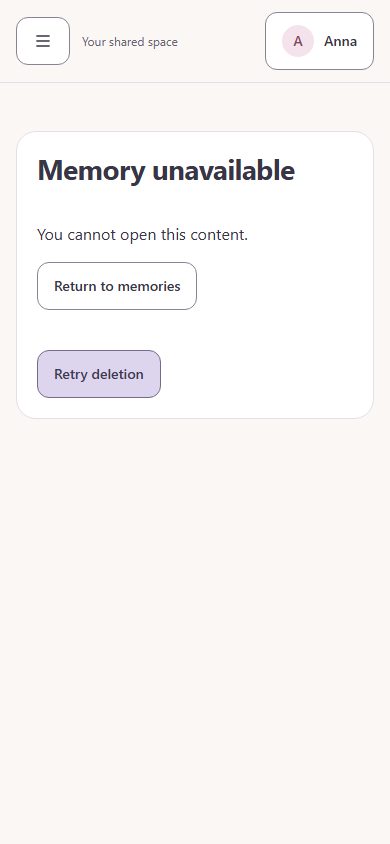 Your shared space
A
Anna
Memory unavailable
You cannot open this content.
Return to memories
Retry deletion